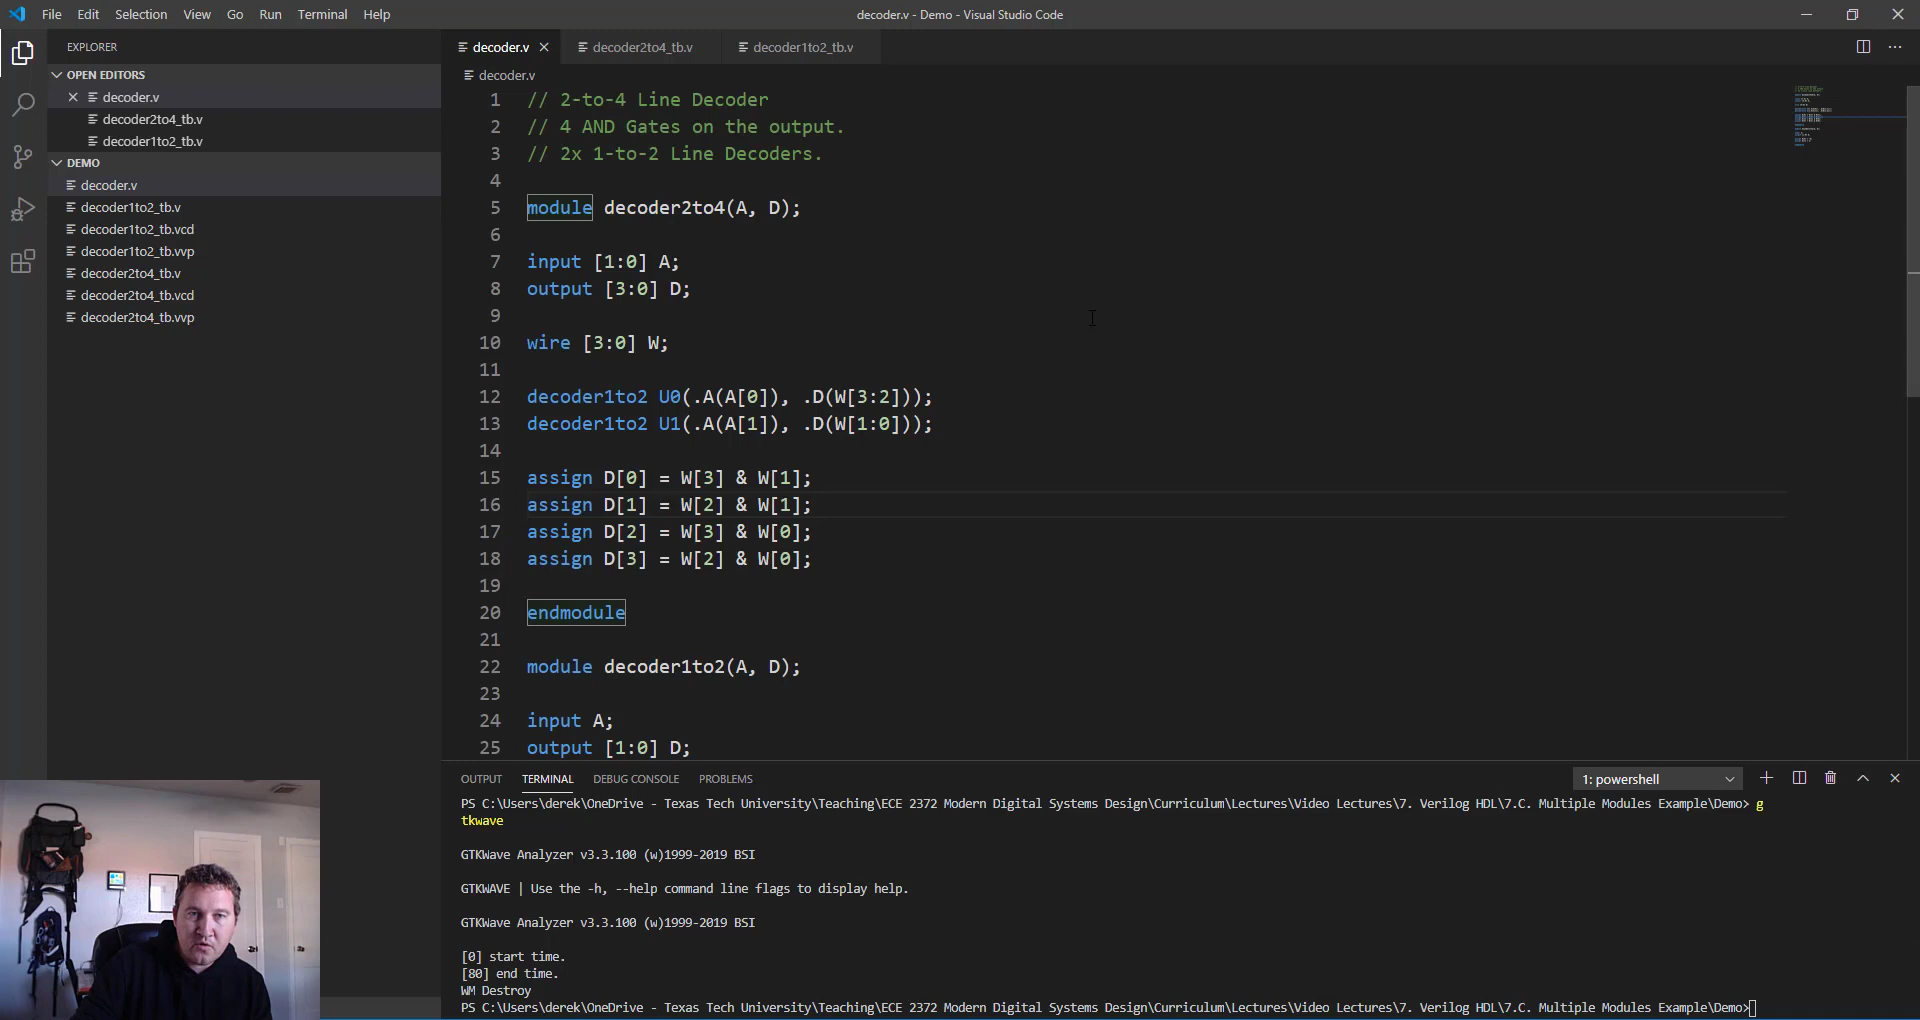 File Edit Selection View Go Run Terminal Help
decoder.v - Demo - Visual Studio Code
EXPLORER
OPEN EDITORS
decoder.v
decoder2to4_tb.v
decoder1to2_tb.v
DEMO
decoder.v
decoder1to2_tb.v
decoder1to2_tb.vcd
decoder1to2_tb.vvp
decoder2to4_tb.v
decoder2to4_tb.vcd
decoder2to4_tb.vvp
decoder.v decoder2to4_tb.v decoder1to2_tb.v
decoder.v
1 // 2-to-4 Line Decoder
2 // 4 AND Gates on the output.
3 // 2x 1-to-2 Line Decoders.
4
5 module decoder2to4(A, D);
6
7 input [1:0] A;
8 output [3:0] D;
9
10 wire [3:0] W;
11
12 decoder1to2 U0(.A(A[0]), .D(W[3:2]));
13 decoder1to2 U1(.A(A[1]), .D(W[1:0]));
14
15 assign D[0] = W[3] & W[1];
16 assign D[1] = W[2] & W[1];
17 assign D[2] = W[3] & W[0];
18 assign D[3] = W[2] & W[0];
19
20 endmodule
21
22 module decoder1to2(A, D);
23
24 input A;
25 output [1:0] D;
OUTPUT TERMINAL DEBUG CONSOLE PROBLEMS
1: powershell
PS C:\Users\derek\OneDrive - Texas Tech University\Teaching\ECE 2372 Modern Digital Systems Design\Curriculum\Lectures\Video Lectures\7. Verilog HDL\7.C. Multiple Modules Example\Demo> g
tkwave
GTKWave Analyzer v3.3.100 (w)1999-2019 BSI
GTKWAVE | Use the -h, --help command line flags to display help.
GTKWave Analyzer v3.3.100 (w)1999-2019 BSI
[0] start time.
[80] end time.
WM Destroy
PS C:\Users\derek\OneDrive - Texas Tech University\Teaching\ECE 2372 Modern Digital Systems Design\Curriculum\Lectures\Video Lectures\7. Verilog HDL\7.C. Multiple Modules Example\Demo>